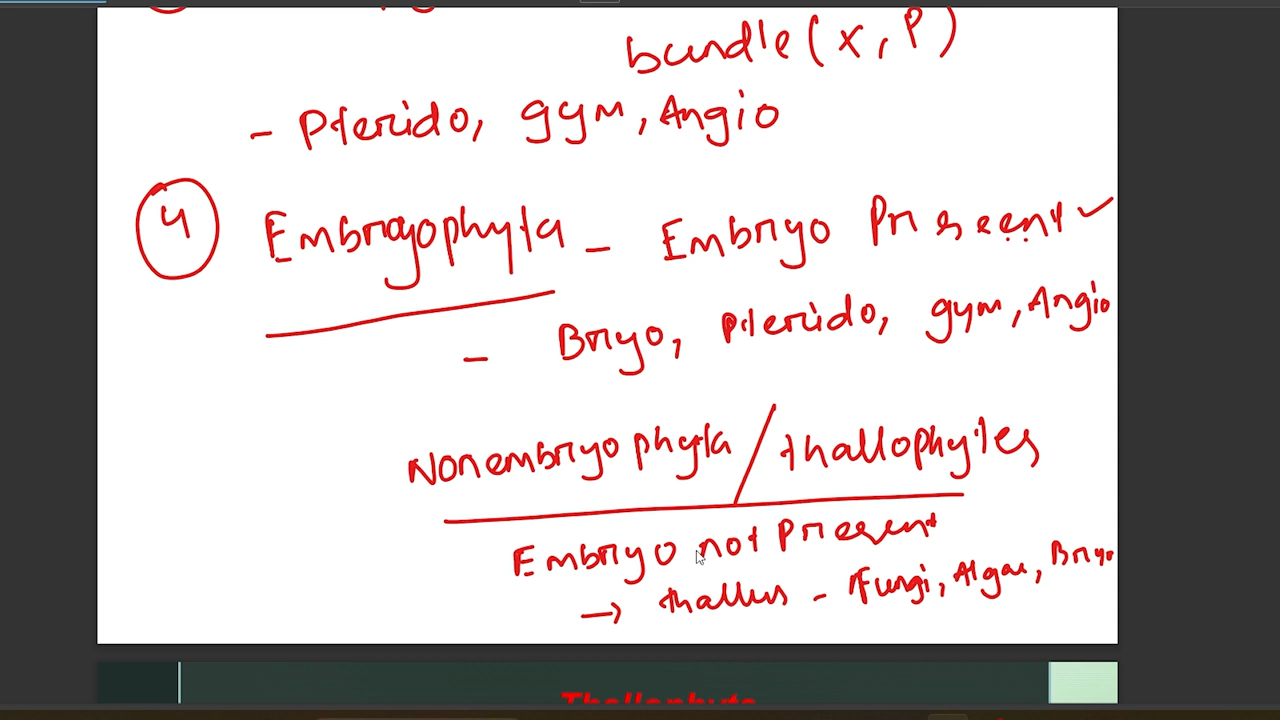 bundle (x, P)
- Pterido, gym, Angio
4 Embryophyta - Embryo Present ✓
- Bryo, Pterido, gym, Angio
Nonembryophyta / thallophytes
Embryo not Present
→ thallus - Fungi, Algae, Bryo
Thallophyta